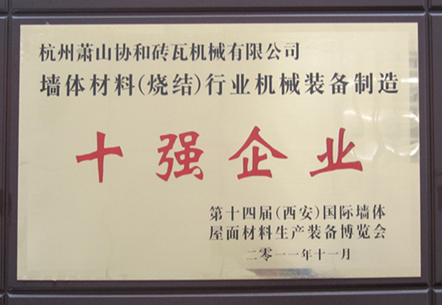 杭州萧山协和砖瓦机械有限公司
墙体材料(烧结)行业机械装备制造
十强企业
第十四届(西安)国际墙体
屋面材料生产装备博览会
二〇一一年十一月